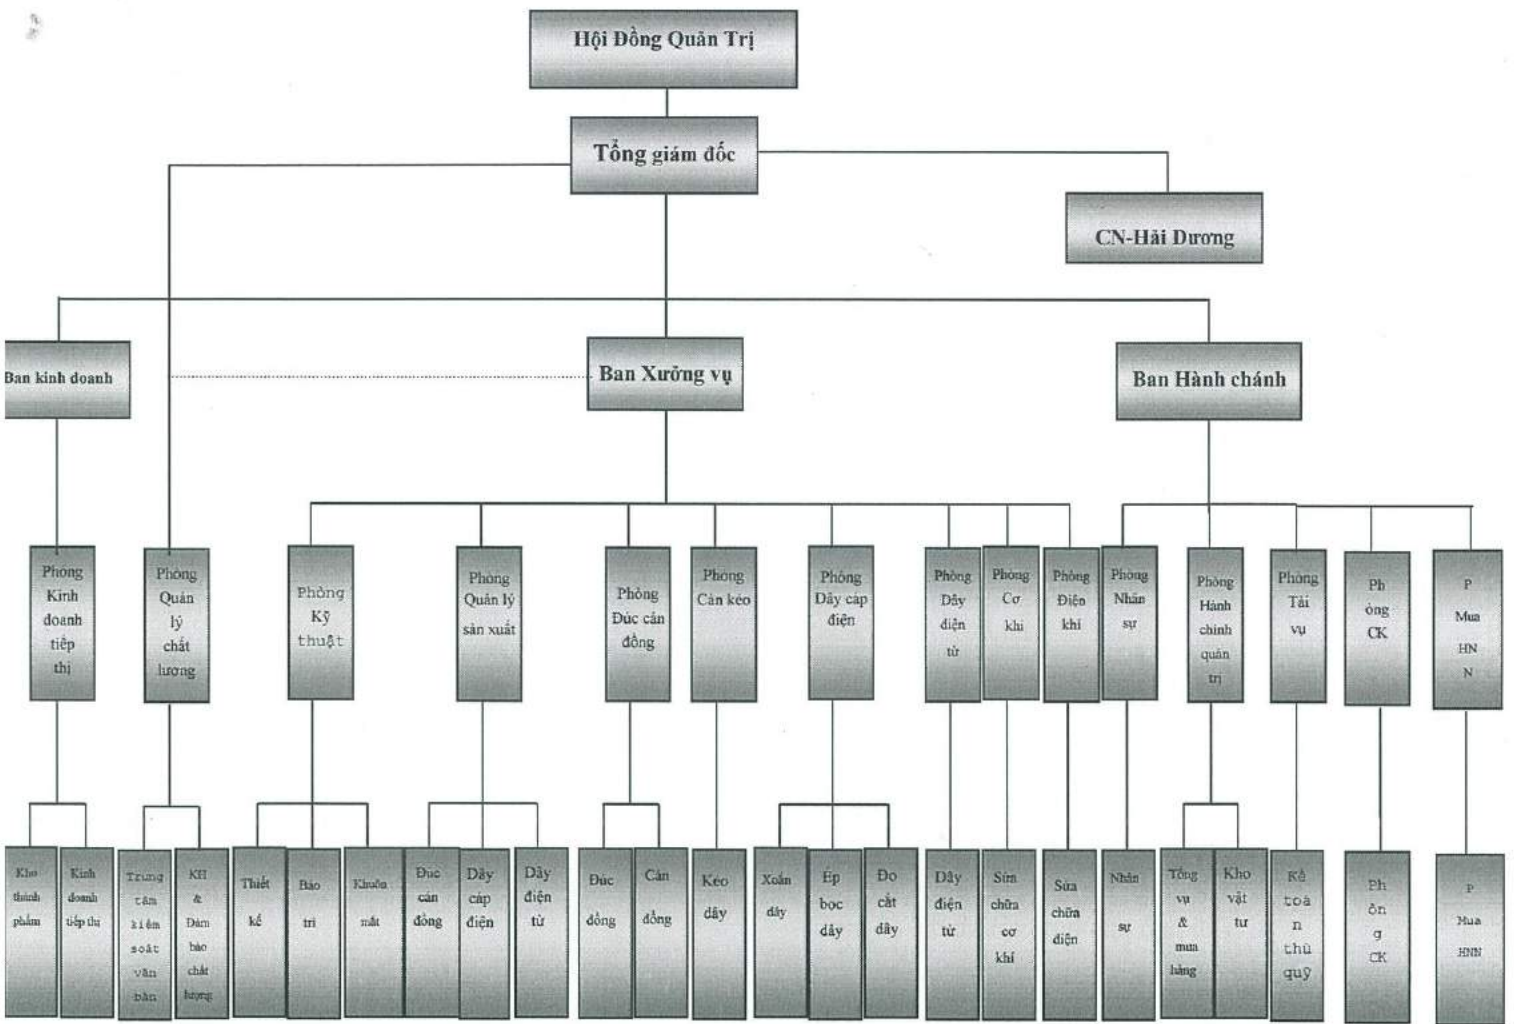 Hội Đồng Quản Trị
Tổng giám đốc
CN-Hải Dương
Ban kinh doanh
Ban Xưởng vụ
Ban Hành chánh
Phòng
Kinh
doanh
tiếp
thị
Phòng
Quản
lý
chất
lượng
Phòng
Kỹ
thuật
Phòng
Quản lý
sản xuất
Phòng
Đúc cán
đồng
Phòng
Cán kéo
Phòng
Dây cáp
điện
Phòng
Dây
điện
từ
Phòng
Cơ
khí
Phòng
Điện
khí
Phòng
Nhân
sự
Phòng
Hành
chính
quản
trị
Phòng
Tài
vụ
Ph
òng
CK
P
Mua
HN
N
Kho
thành
phẩm
Kinh
doanh
tiếp thị
Trung
tâm
kiểm
soát
văn
bản
KH
&
Đảm
bảo
chất
lượng
Thiết
kế
Bảo
trì
Khuôn
mắt
Đúc
cán
đồng
Dây
cáp
điện
Dây
điện
từ
Đúc
đồng
Cán
đồng
Kéo
dây
Xoắn
dây
Ép
bọc
dây
Đo
cắt
dây
Dây
điện
từ
Sửa
chữa
cơ
khí
Sửa
chữa
điện
Nhân
sự
Tổng
vụ
&
mua
hàng
Kho
vật
tư
Kế
toá
n
thủ
quỹ
Ph
òn
g
CK
P
Mua
HNN